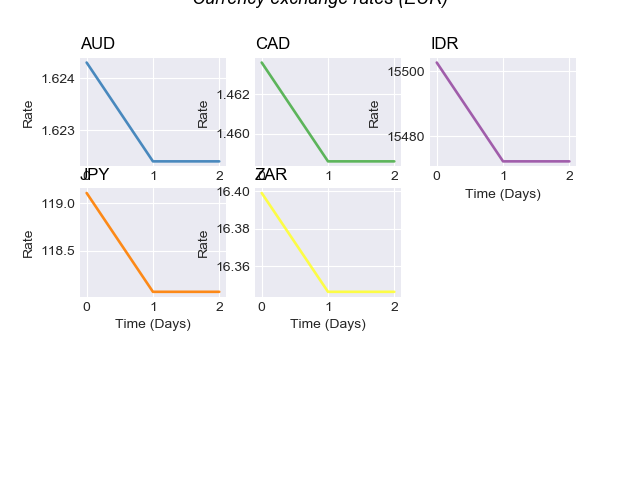 Currency exchange rates (EUR)
AUD
CAD
IDR
1.624
1.623
Rate
0
1
2
1.462
1.460
Rate
0
1
2
15500
15480
Rate
0
1
2
Time (Days)
JPY
ZAR
119.0
118.5
Rate
0
1
2
Time (Days)
16.40
16.38
16.36
Rate
0
1
2
Time (Days)